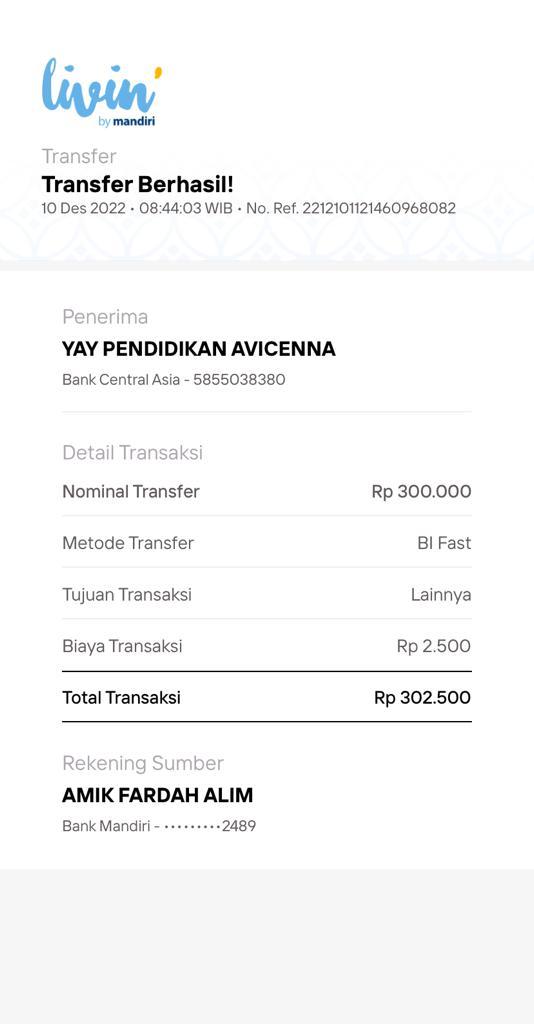 livin'
by mandiri
Transfer
Transfer Berhasil!
10 Des 2022 • 08:44:03 WIB • No. Ref. 2212101121460968082
Penerima
YAY PENDIDIKAN AVICENNA
Bank Central Asia - 5855038380
Detail Transaksi
Nominal Transfer Rp 300.000
Metode Transfer BI Fast
Tujuan Transaksi Lainnya
Biaya Transaksi Rp 2.500
Total Transaksi Rp 302.500
Rekening Sumber
AMIK FARDAH ALIM
Bank Mandiri - •••••••••2489